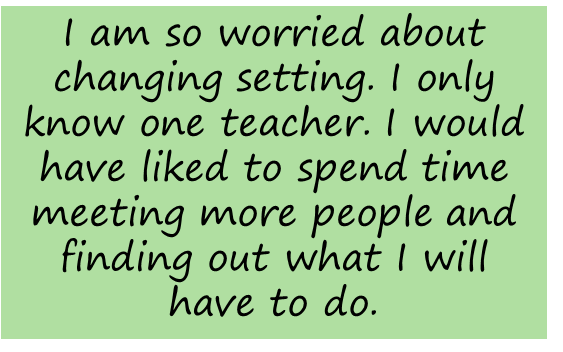 I am so worried about
changing setting. I only
know one teacher. I would
have liked to spend time
meeting more people and
finding out what I will
have to do.